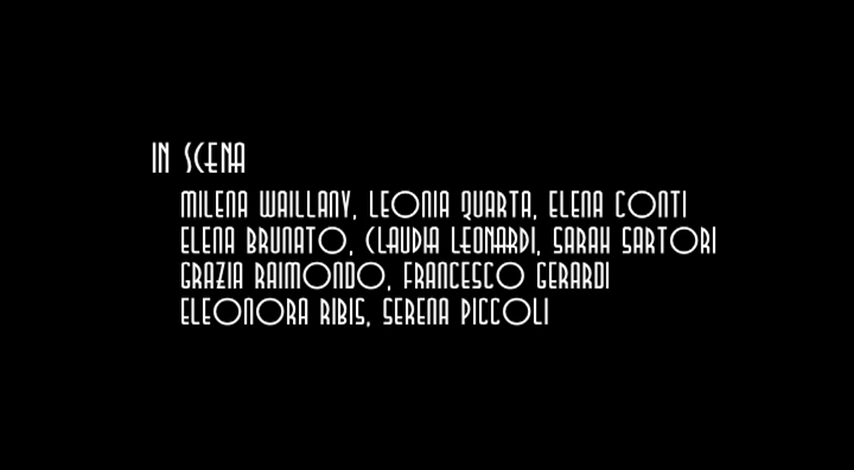 IN SCENA
MILENA WAILLANY, LEONIA QUARTA, ELENA CONTI
ELENA BRUNATO, CLAUDIA LEONARDI, SARAH SARTORI
GRAZIA RAIMONDO, FRANCESCO GERARDI
ELEONORA RIBIS, SERENA PICCOLI